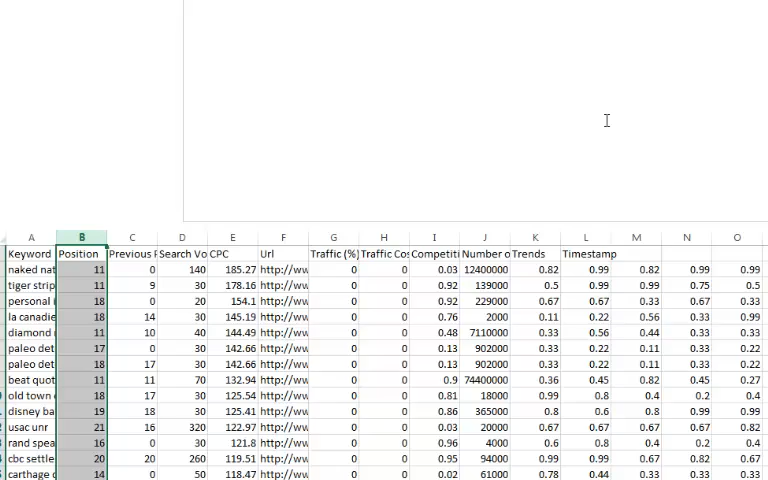 A B C D E F G H I J K L M N O
Keyword Position Previous P Search Vo CPC Url Traffic (%) Traffic Cos Competiti Number o Trends Timestamp
naked nat 11 0 140 185.27 http://ww 0 0 0.03 12400000 0.82 0.99 0.82 0.99 0.99
tiger strip 11 9 30 178.16 http://ww 0 0 0.92 139000 0.5 0.99 0.99 0.75 0.5
personal 18 0 20 154.1 http://ww 0 0 0.92 229000 0.67 0.67 0.33 0.67 0.33
la canadie 18 14 30 145.19 http://ww 0 0 0.76 2000 0.11 0.22 0.56 0.33 0.99
diamond 11 10 40 144.49 http://ww 0 0 0.48 7110000 0.33 0.56 0.44 0.33 0.33
paleo det 17 0 30 142.66 http://ww 0 0 0.13 902000 0.33 0.22 0.11 0.33 0.22
paleo det 18 17 30 142.66 http://ww 0 0 0.13 902000 0.33 0.22 0.11 0.33 0.22
beat quot 11 11 70 132.94 http://ww 0 0 0.9 74400000 0.36 0.45 0.82 0.45 0.27
0 old town 18 17 30 125.54 http://ww 0 0 0.81 18000 0.99 0.8 0.4 0.2 0.4
1 disney ba 19 18 30 125.41 http://ww 0 0 0.86 365000 0.8 0.6 0.8 0.99 0.99
2 usac unr 21 16 320 122.97 http://ww 0 0 0.03 20000 0.67 0.67 0.67 0.67 0.82
3 rand spea 16 0 30 121.8 http://ww 0 0 0.96 4000 0.6 0.8 0.4 0.2 0.4
4 cbc settle 20 20 260 119.51 http://ww 0 0 0.95 94000 0.99 0.99 0.67 0.82 0.67
5 carthage 14 0 50 118.47 http://ww 0 0 0.02 61000 0.78 0.44 0.33 0.33 0.33